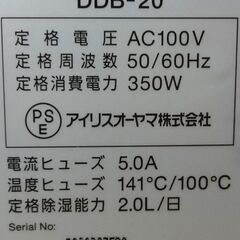 DDB-20
定格電圧 AC100V
定格周波数 50/60Hz
定格消費電力 350W
PS E アイリスオーヤマ株式会社
電流ヒューズ 5.0A
温度ヒューズ 141℃/100℃
定格除湿能力 2.0L/日
Serial No: